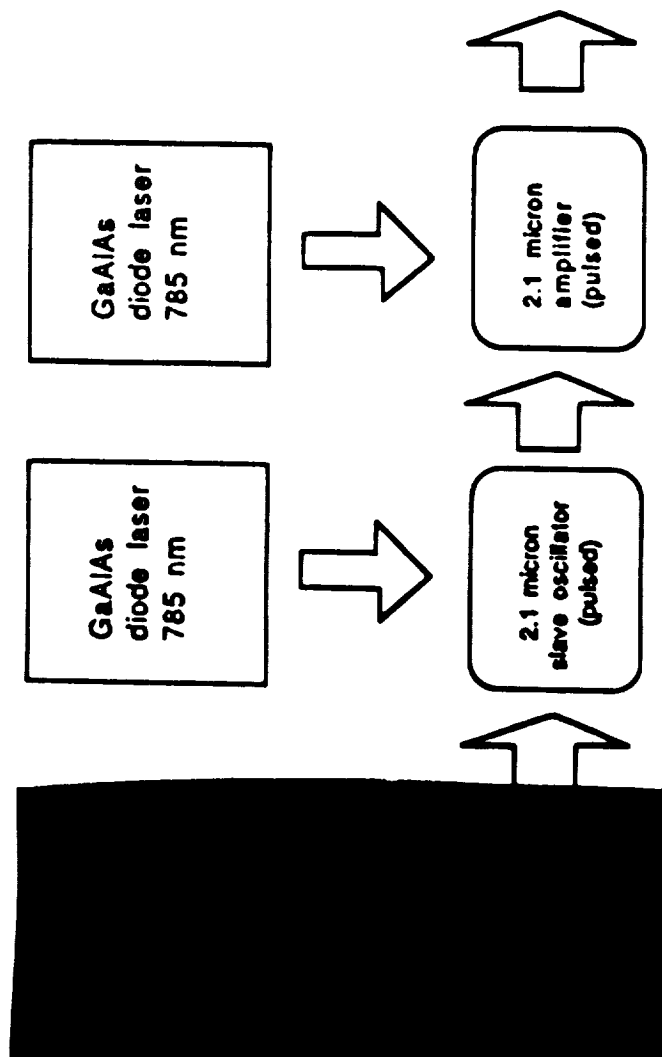 GaAlAs
diode laser
785 nm
GaAlAs
diode laser
785 nm
2.1 micron
slave oscillator
(pulsed)
2.1 micron
amplifier
(pulsed)